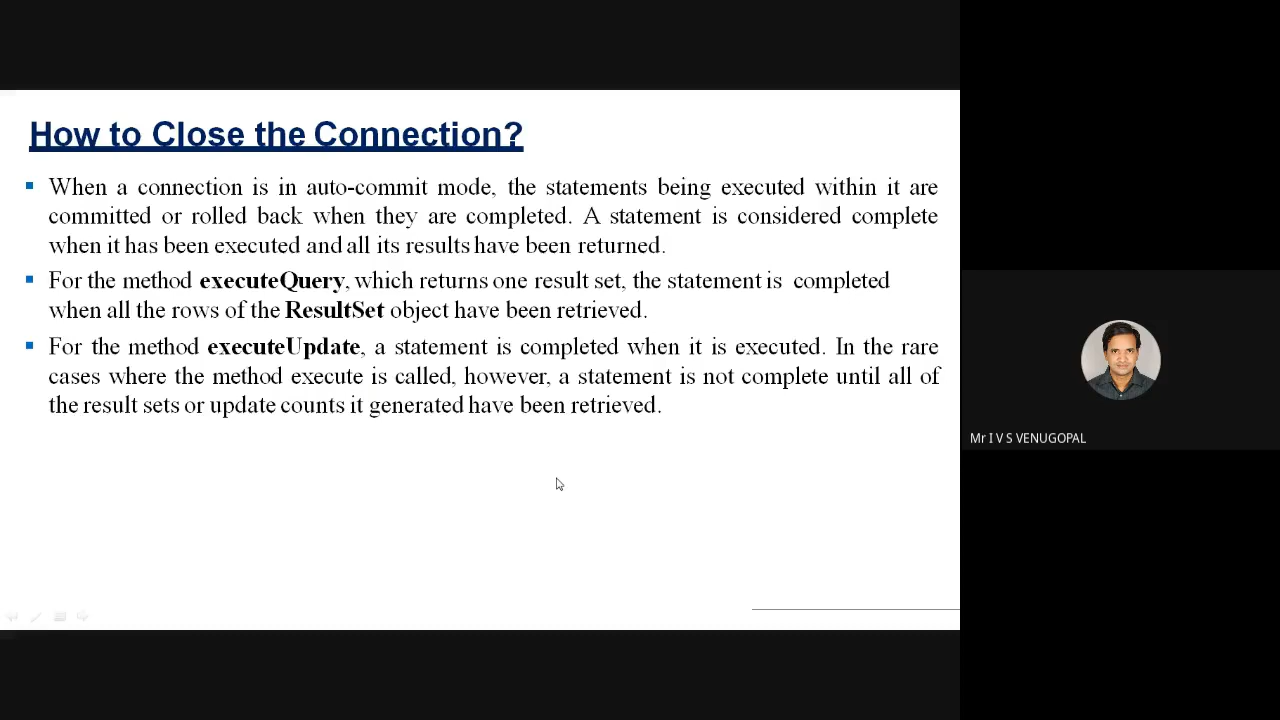 How to Close the Connection?
When a connection is in auto-commit mode, the statements being executed within it are
committed or rolled back when they are completed. A statement is considered complete
when it has been executed and all its results have been returned.
For the method executeQuery, which returns one result set, the statement is completed
when all the rows of the ResultSet object have been retrieved.
For the method executeUpdate, a statement is completed when it is executed. In the rare
cases where the method execute is called, however, a statement is not complete until all of
the result sets or update counts it generated have been retrieved.
Mr I V S VENUGOPAL